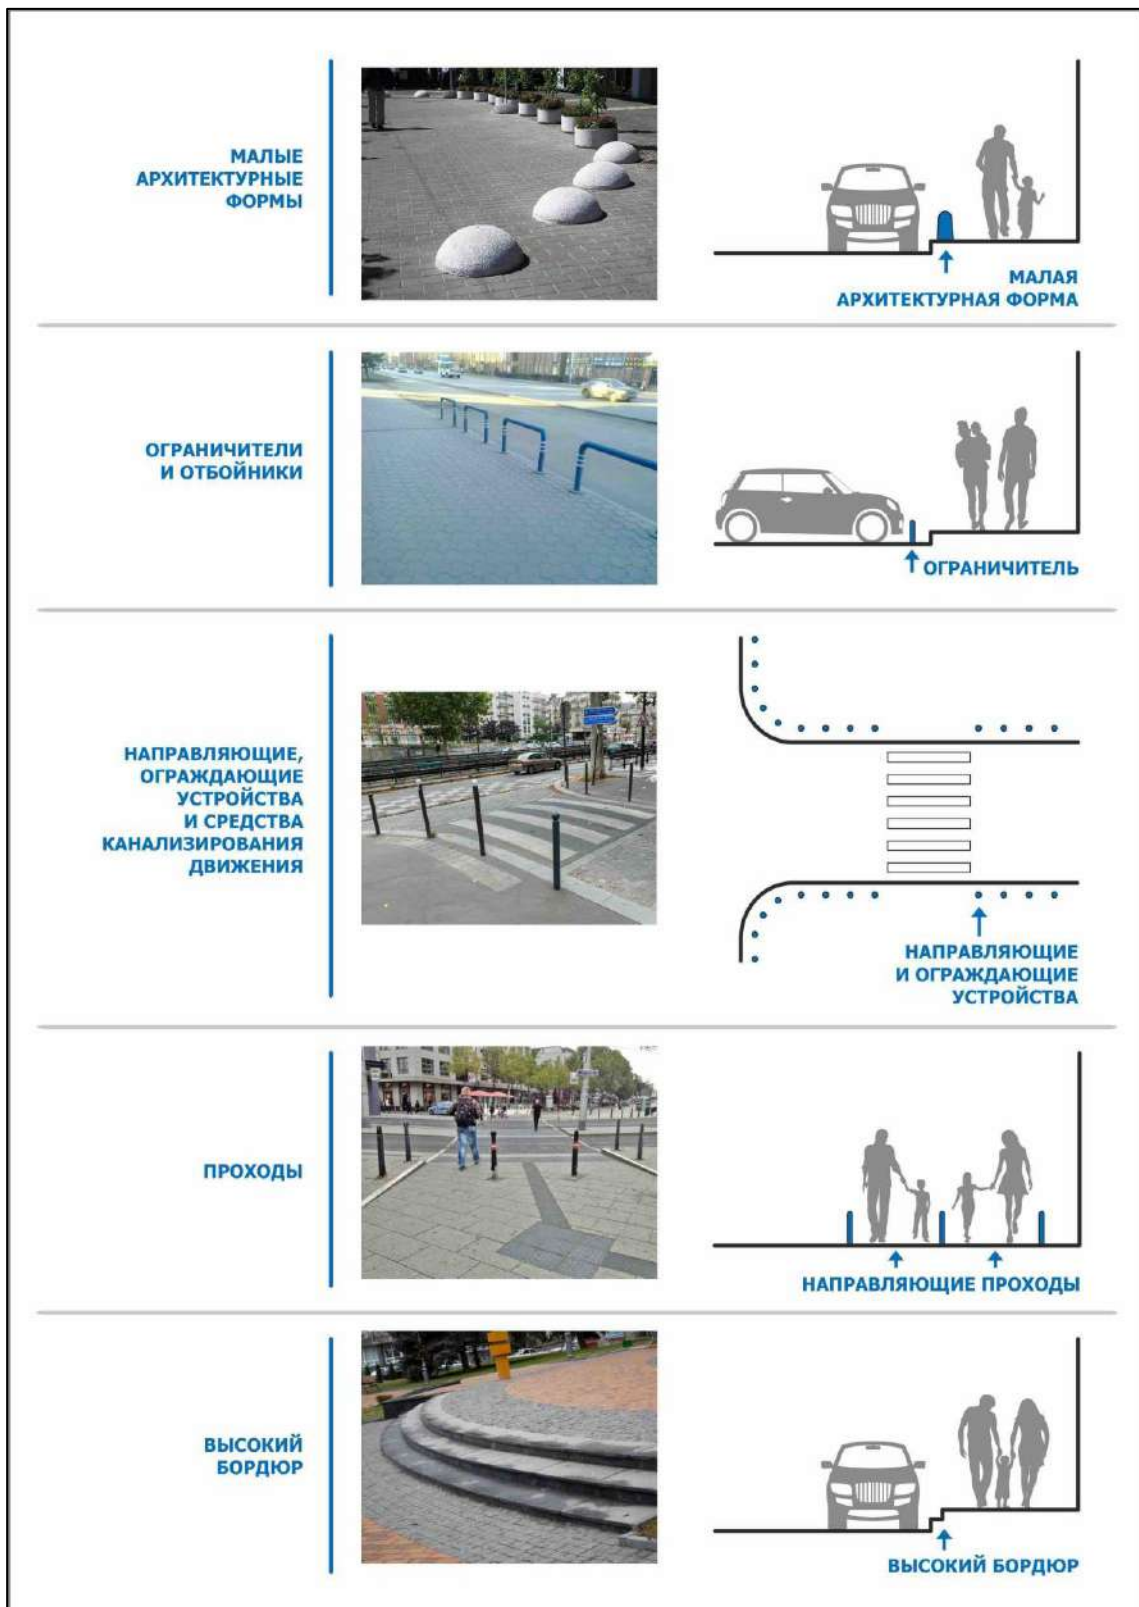 МАЛЫЕ
АРХИТЕКТУРНЫЕ
ФОРМЫ
МАЛАЯ
АРХИТЕКТУРНАЯ ФОРМА
ОГРАНИЧИТЕЛИ
И ОТБОЙНИКИ
ОГРАНИЧИТЕЛЬ
НАПРАВЛЯЮЩИЕ,
ОГРАЖДАЮЩИЕ
УСТРОЙСТВА
И СРЕДСТВА
КАНАЛИЗИРОВАНИЯ
ДВИЖЕНИЯ
НАПРАВЛЯЮЩИЕ
И ОГРАЖДАЮЩИЕ
УСТРОЙСТВА
ПРОХОДЫ
НАПРАВЛЯЮЩИЕ ПРОХОДЫ
ВЫСОКИЙ
БОРДЮР
ВЫСОКИЙ БОРДЮР